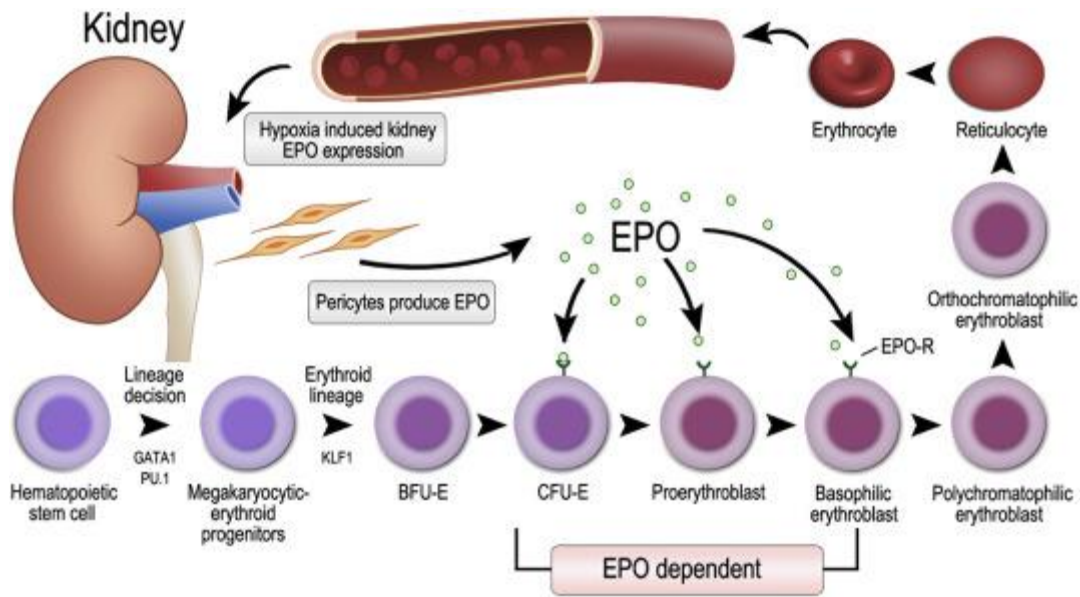 Kidney
Hypoxia induced kidney
EPO expression
Erythrocyte
Reticulocyte
EPO
Pericytes produce EPO
Orthochromatophilic
erythroblast
EPO-R
Lineage
decision
GATA1
PU.1
Erythroid
lineage
KLF1
Hematopoietic
stem cell
Megakaryocytic-
erythroid
progenitors
BFU-E
CFU-E
Proerythroblast
Basophilic
erythroblast
Polychromatophilic
erythroblast
EPO dependent